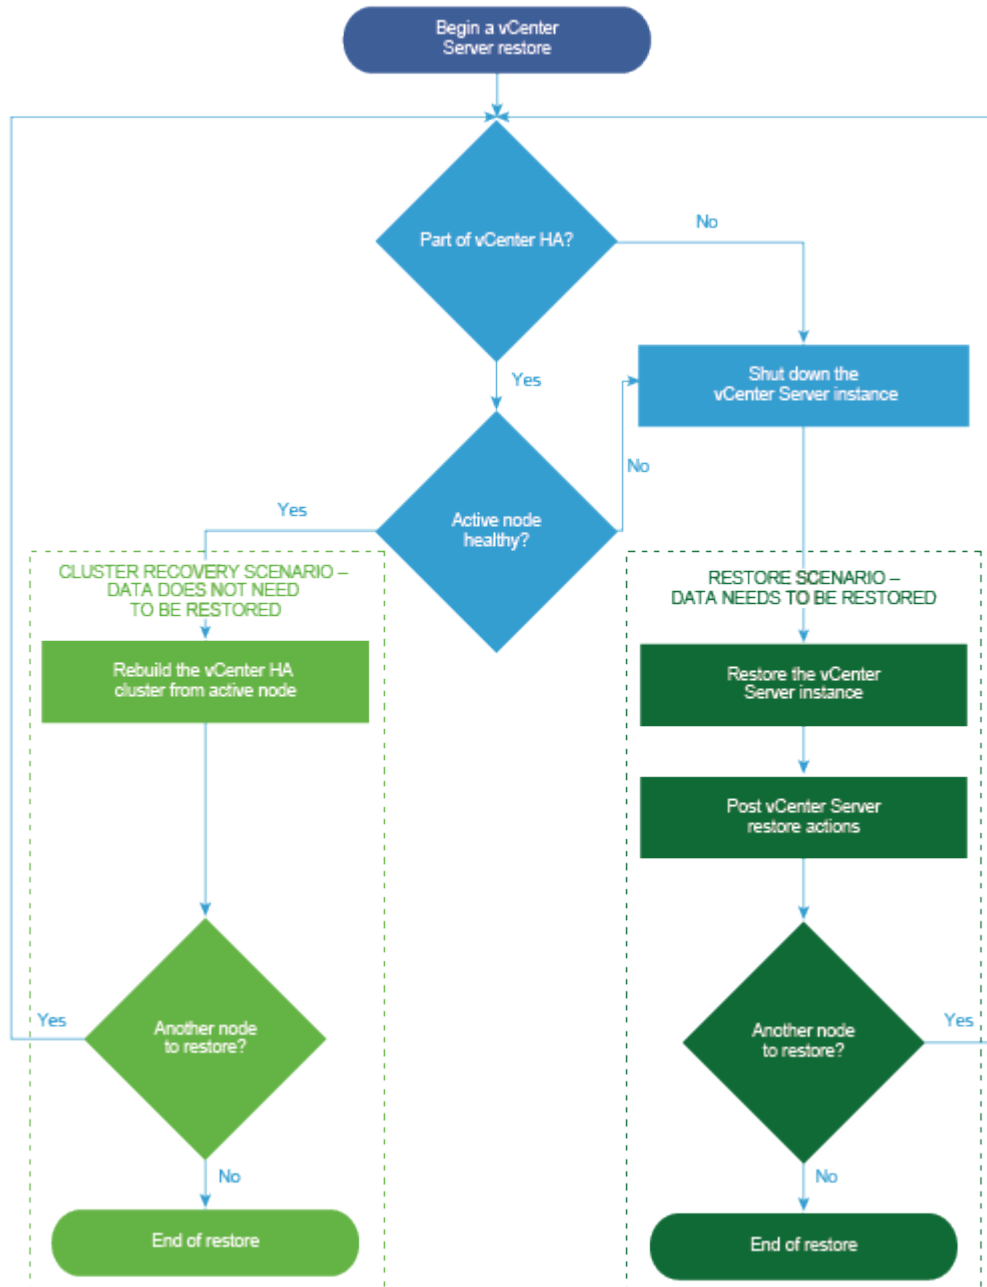 Begin a vCenter
Server restore
Part of vCenter HA?
No
Yes
Shut down the
vCenter Server instance
No
Yes
Active node
healthy?
CLUSTER RECOVERY SCENARIO –
DATA DOES NOT NEED
TO BE RESTORED
RESTORE SCENARIO –
DATA NEEDS TO BE RESTORED
Rebuild the vCenter HA
cluster from active node
Restore the vCenter
Server instance
Post vCenter Server
restore actions
Yes
Another node
to restore?
Another node
to restore?
Yes
No
No
End of restore
End of restore